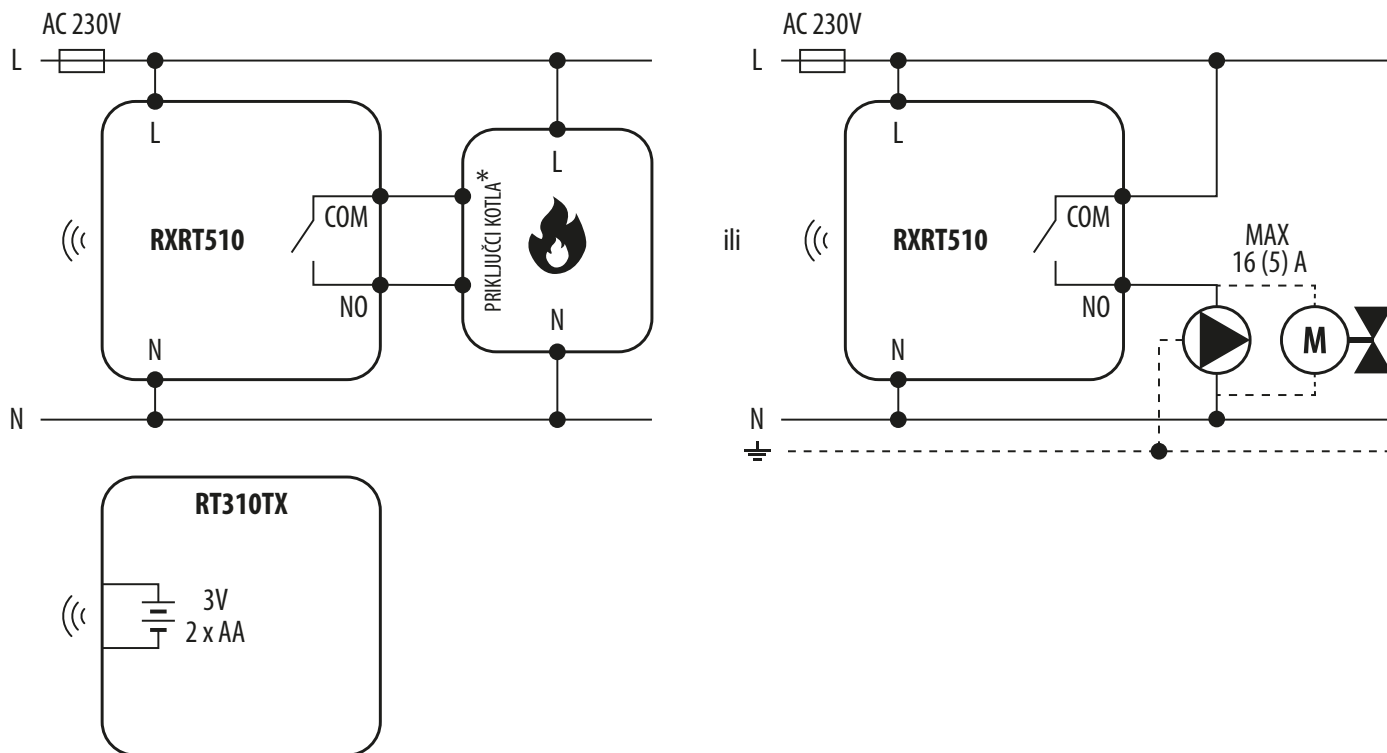 AC 230V
L
L
RXRT510
COM
NO
N
N
PRIKLJUČCI KOTLA*
L
N
ili
AC 230V
L
L
RXRT510
COM
NO
N
N
MAX
16 (5) A
M
RT310TX
3V
2 x AA